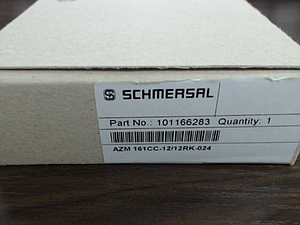 SCHMERSAL
Part No.: 101166283 Quantity: 1
AZM 161CC-12/12RK-024